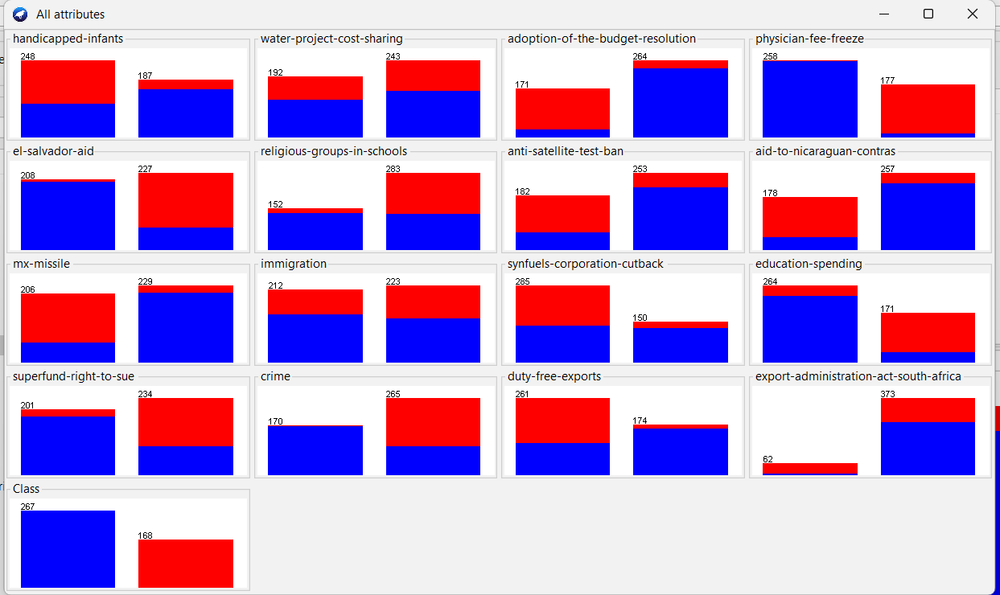 All attributes
handicapped-infants
248
187
water-project-cost-sharing
192
243
adoption-of-the-budget-resolution
171
264
physician-fee-freeze
258
177
el-salvador-aid
208
227
religious-groups-in-schools
152
283
anti-satellite-test-ban
182
253
aid-to-nicaraguan-contras
178
257
mx-missile
206
229
immigration
212
223
synfuels-corporation-cutback
285
150
education-spending
264
171
superfund-right-to-sue
201
234
crime
170
265
duty-free-exports
261
174
export-administration-act-south-africa
62
373
Class
267
168